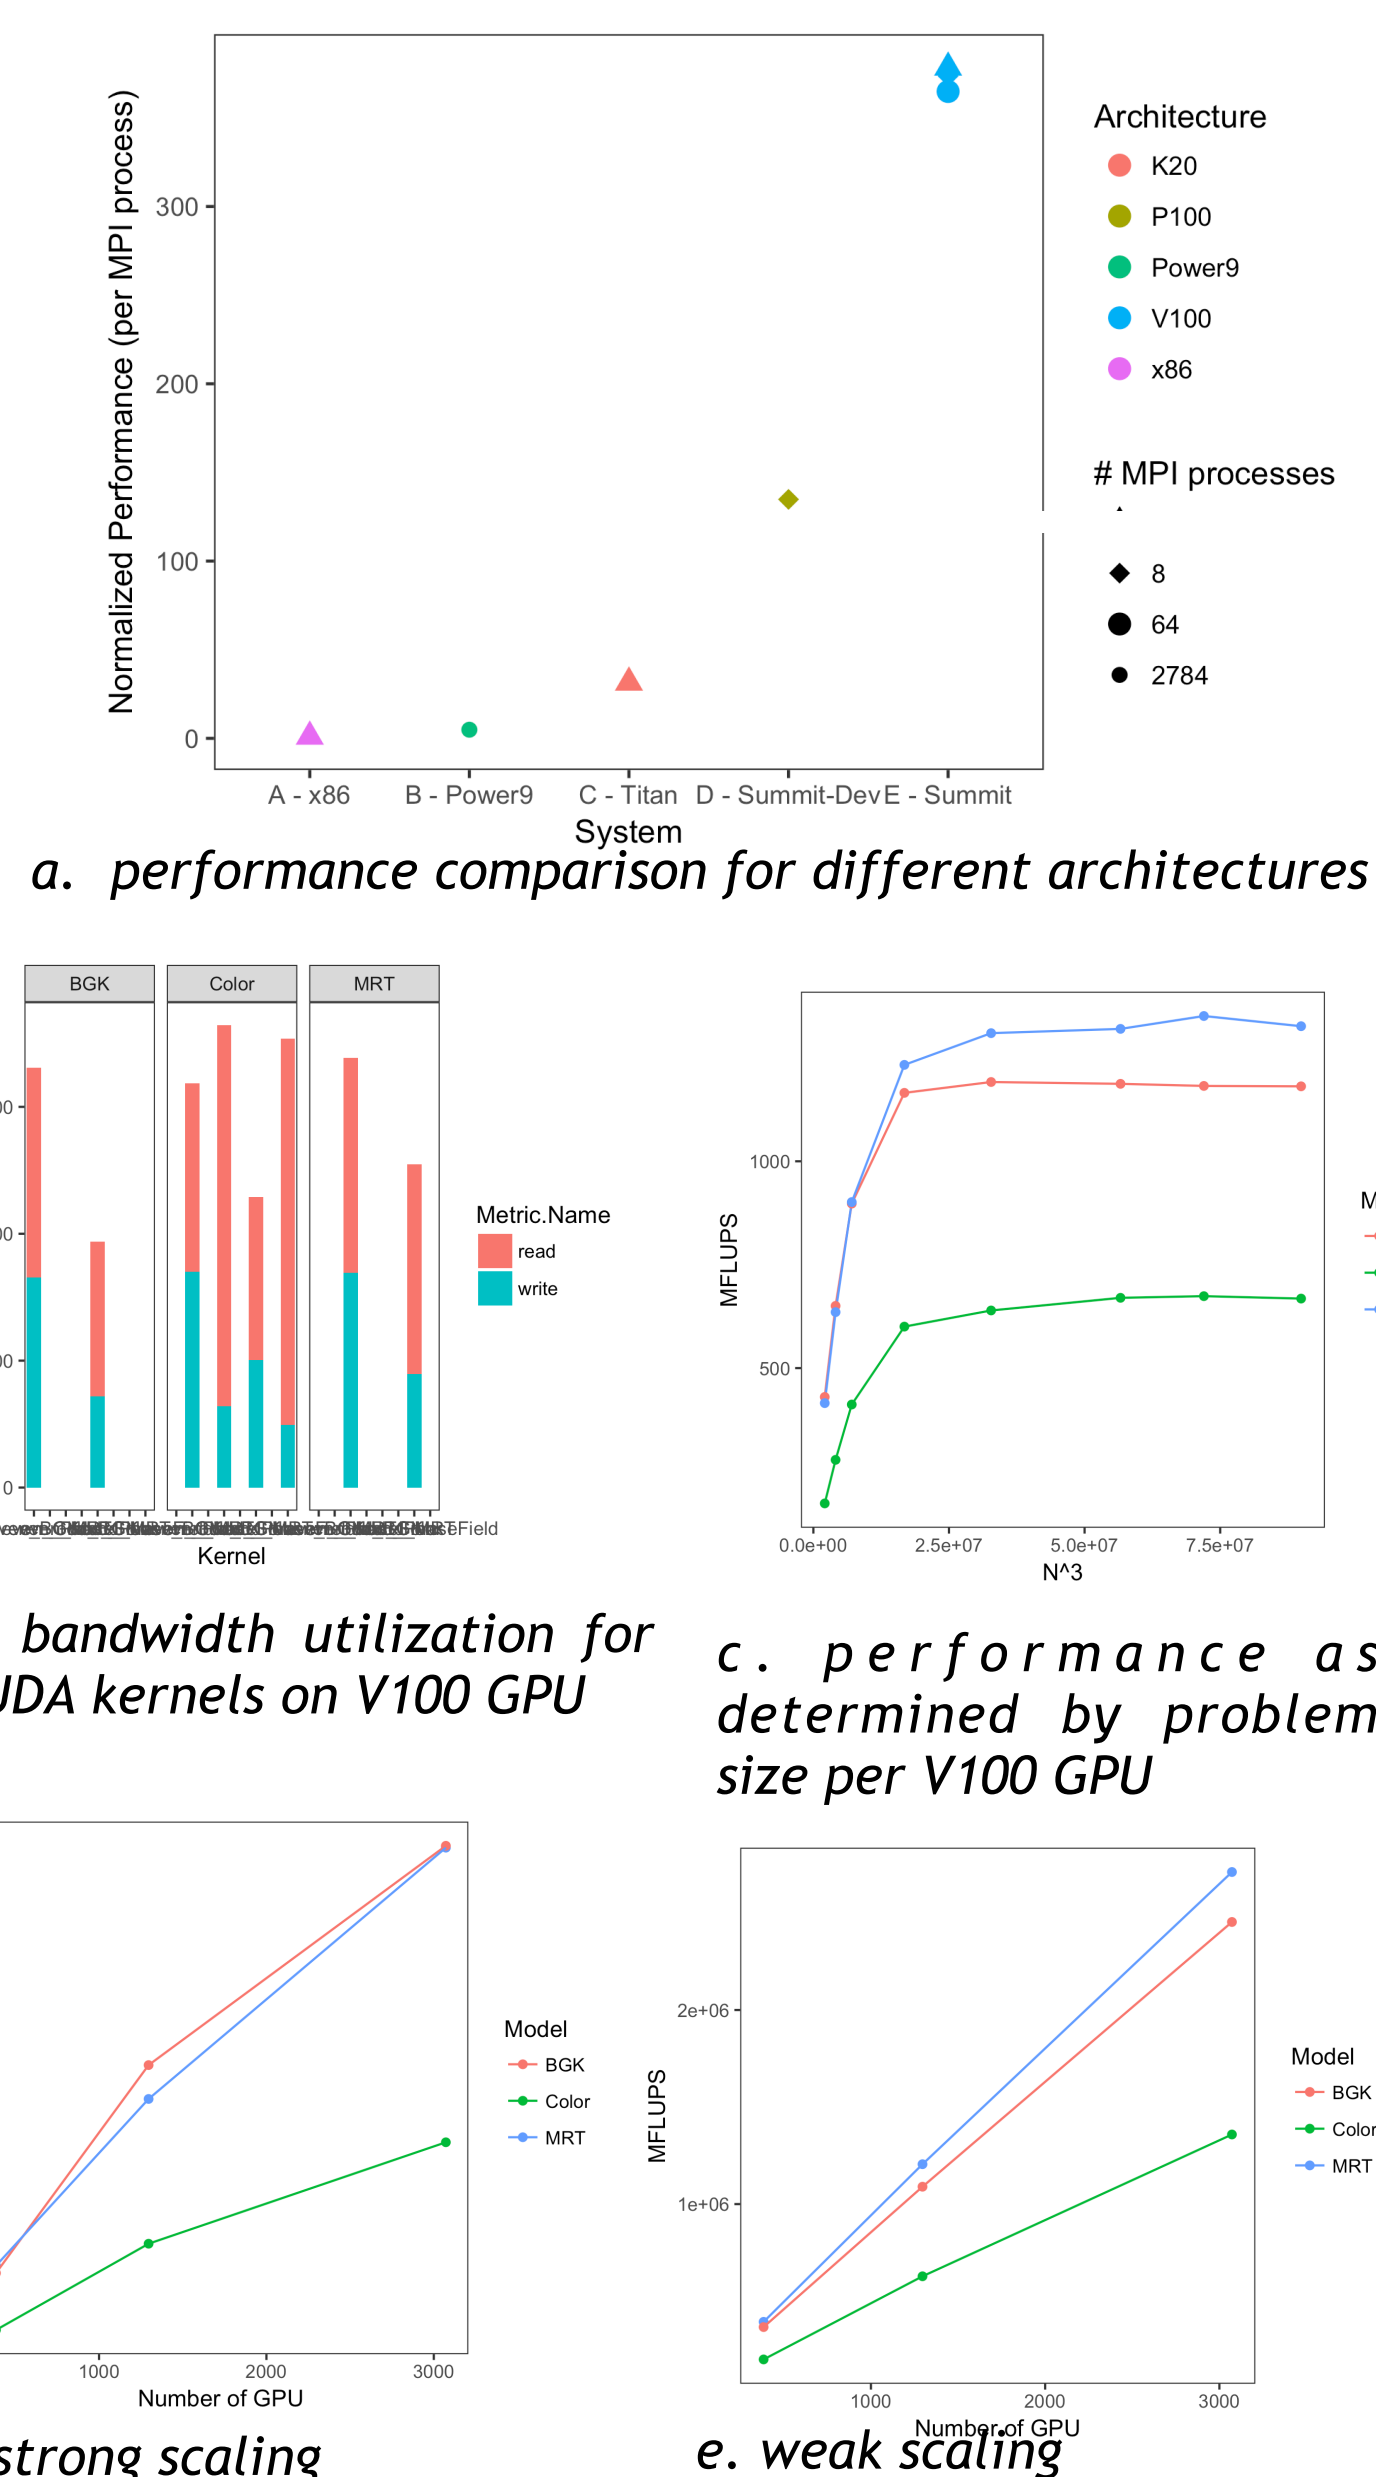 Normalized Performance (per MPI process)
300
200
100
0
A - x86
B - Power9
C - Titan
D - Summit-Dev
E - Summit
System
Architecture
K20
P100
Power9
V100
x86
# MPI processes
8
64
2784
a. performance comparison for different architectures
BGK
Color
MRT
0
Kernel
Metric.Name
read
write
bandwidth utilization for
kernels on V100 GPU
MFLUPS
1000
500
0.0e+00
2.5e+07
5.0e+07
7.5e+07
N^3
c. performance as
determined by problem
size per V100 GPU
1000
2000
3000
Number of GPU
Model
BGK
Color
MRT
strong scaling
MFLUPS
2e+06
1e+06
1000
2000
3000
Number of GPU
Model
BGK
Color
MRT
e. weak scaling